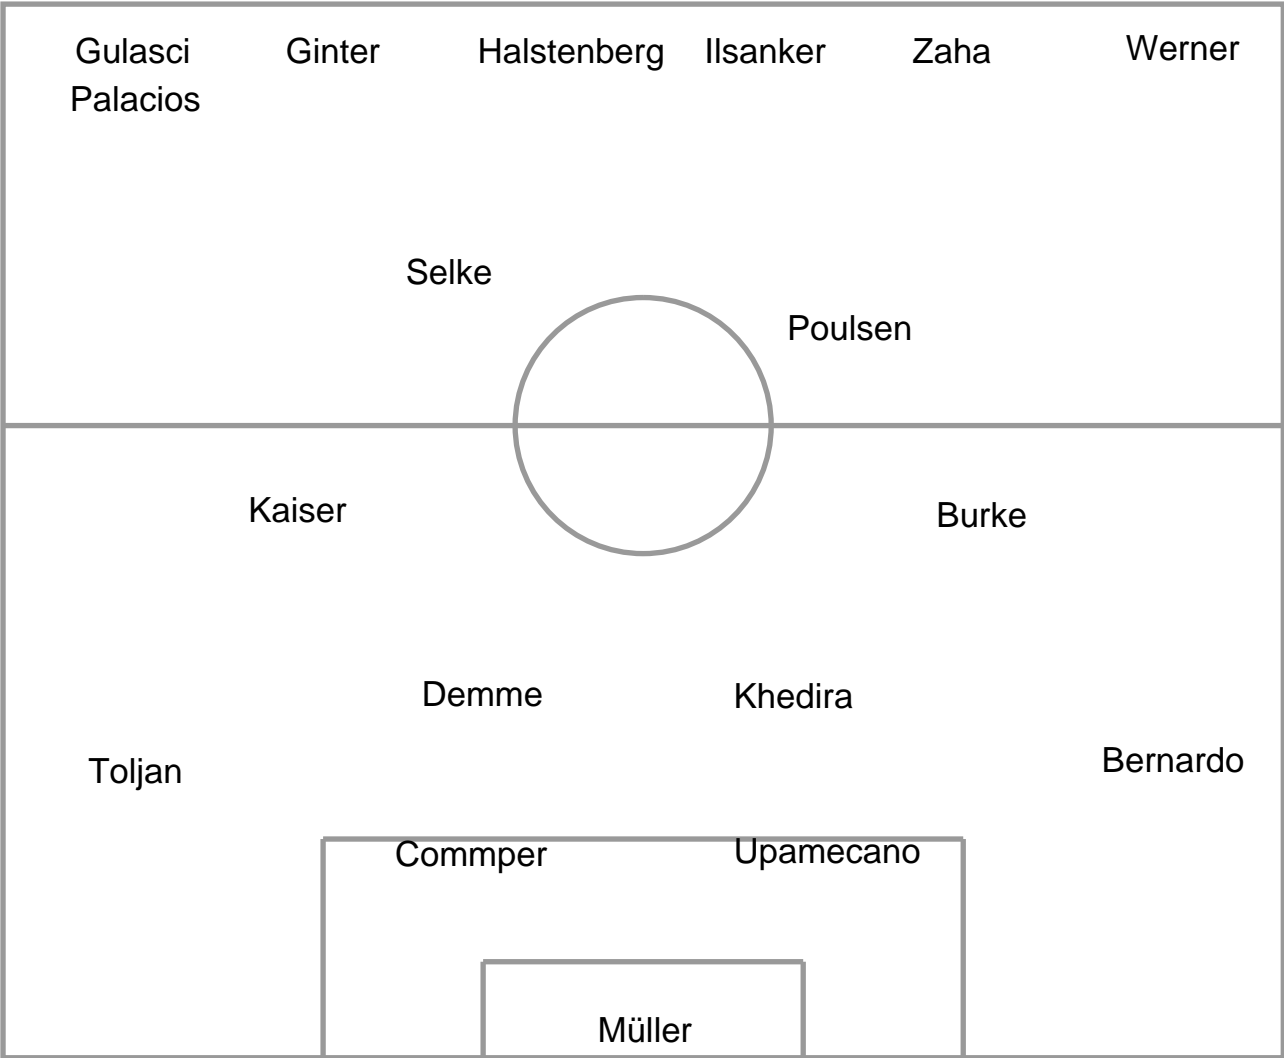 Gulasci Ginter Halstenberg Ilsanker Zaha Werner
Palacios
Selke
Poulsen
Kaiser Burke
Demme Khedira
Toljan Bernardo
Commper Upamecano
Müller